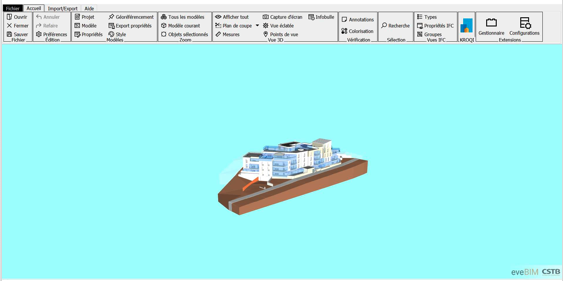 Fichier Accueil Import/Export Aide
Ouvrir Annuler Projet Géoréférencement Tous les modèles Afficher tout Capture d'écran Infobulle Annotations Types
Fermer Refaire Modèle Export propriétés Modèle courant Plan de coupe Vue éclatée Colorisation Recherche Propriétés IFC Gestionnaire Configurations
Sauver Préférences Propriétés Style Objets sélectionnés Mesures Points de vue Groupes
Fichier Édition Modèles Zoom Vue 3D Vérification Sélection Vues IFC KROQI Extensions
eveBIM CSTB